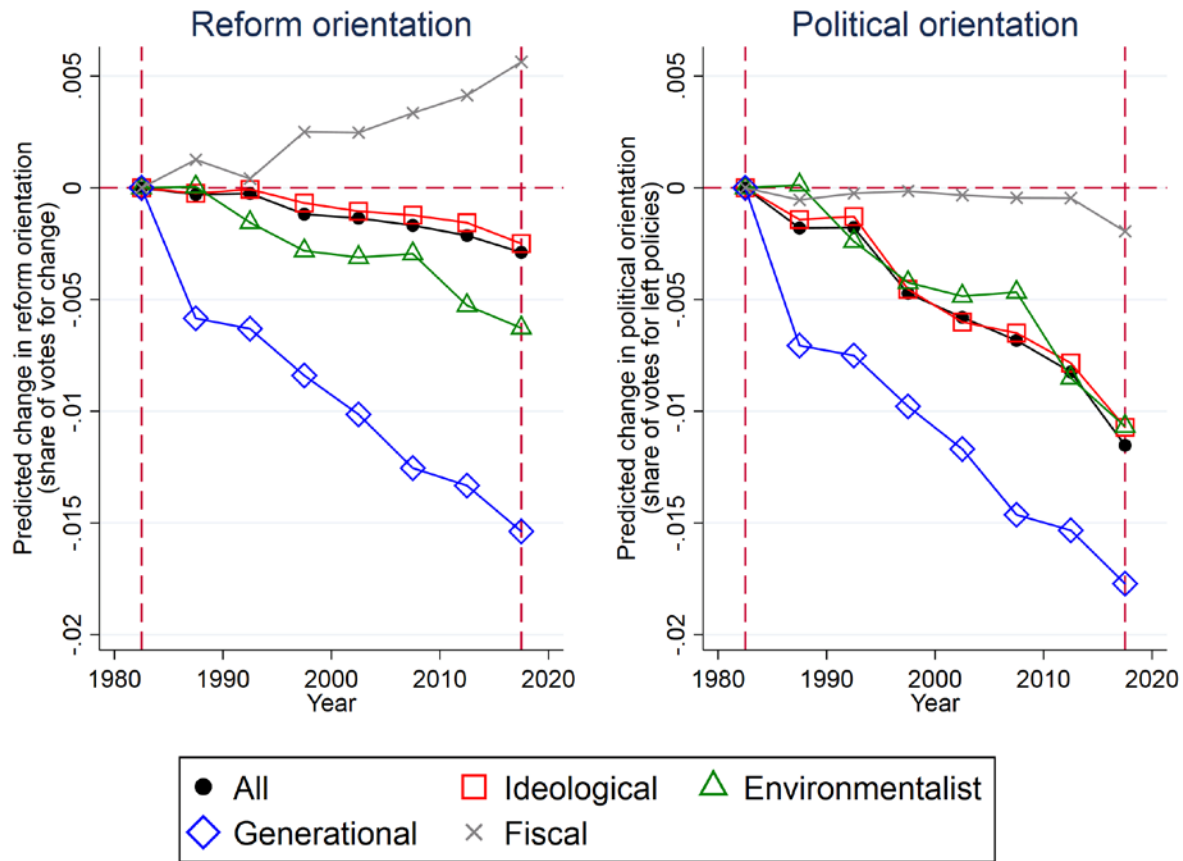 Reform orientation
Predicted change in reform orientation
(share of votes for change)
.005
0
-.005
-.01
-.015
-.02
1980 1990 2000 2010 2020
Year
Political orientation
Predicted change in political orientation
(share of votes for left policies)
.005
0
-.005
-.01
-.015
-.02
1980 1990 2000 2010 2020
Year
All Ideological Environmentalist
Generational Fiscal